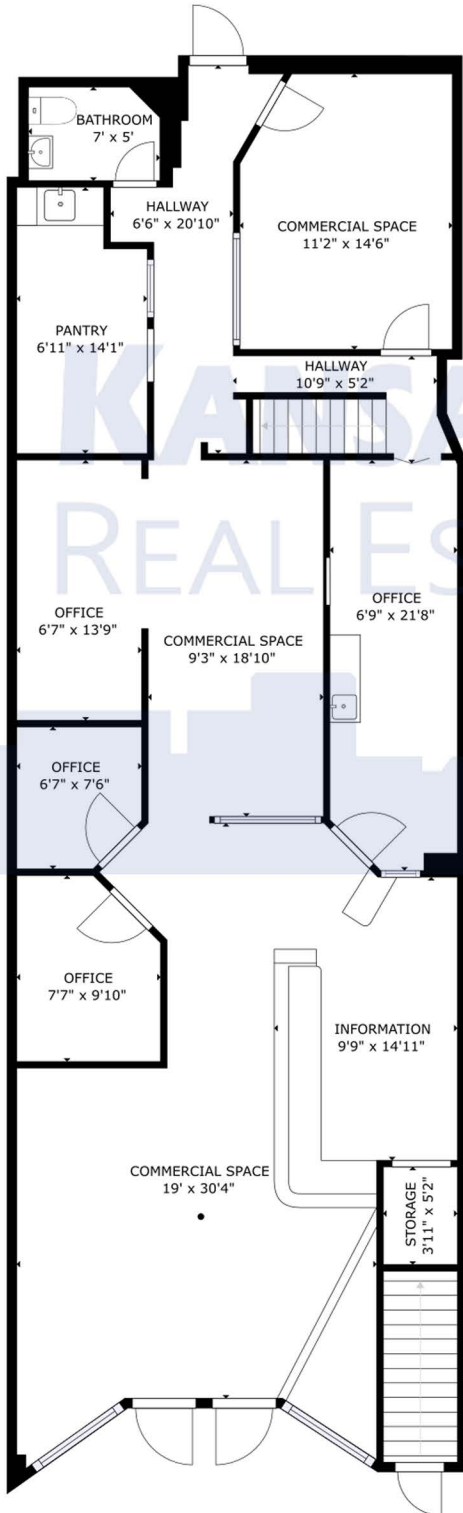 BATHROOM
7' x 5'
HALLWAY
6'6" x 20'10"
COMMERCIAL SPACE
11'2" x 14'6"
PANTRY
6'11" x 14'1"
HALLWAY
10'9" x 5'2"
KANSA
REAL ES
OFFICE
6'7" x 13'9"
COMMERCIAL SPACE
9'3" x 18'10"
OFFICE
6'9" x 21'8"
OFFICE
6'7" x 7'6"
OFFICE
7'7" x 9'10"
INFORMATION
9'9" x 14'11"
COMMERCIAL SPACE
19' x 30'4"
STORAGE
3'11" x 5'2"